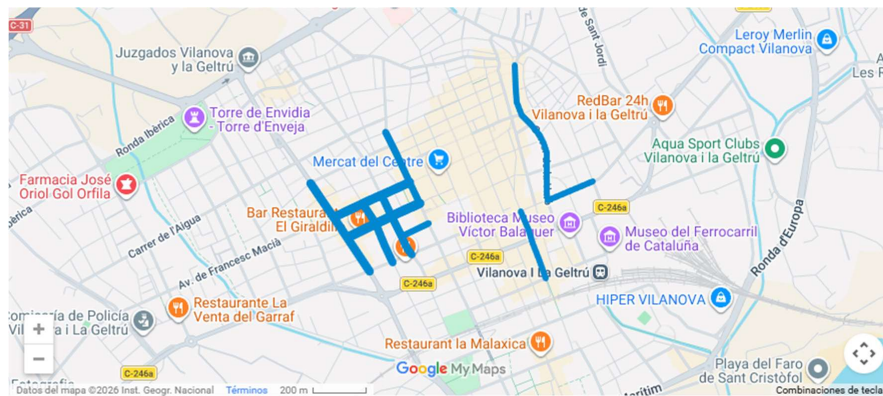 C-31
de Sant Jordi
Juzgados Vilanova
y la Geltrú
Leroy Merlin
Compact Vilanova
Torre de Envidia
- Torre d'Enveja
Ronda Ibèrica
RedBar 24h
Vilanova i la Geltrú
Mercat del Centre
Aqua Sport Clubs
Vilanova i la Geltrú
Farmacia José
Oriol Gol Orfila
C-246a
Bar Restaura
El Giraldil
Biblioteca Museo
Víctor Balaguer
Museo del Ferrocarril
de Cataluña
Carrer de l'Aigua
Ronda d'Europa
Av. de Francesc Macià
C-246a
Vilanova I La Geltrú
C-246a
HIPER VILANOVA
Restaurante La
Venta del Garraf
omisaría de Policía
Vilanova i La Geltrú
Restaurant la Malaxica
Google My Maps
Playa del Faro
de Sant Cristòfol
C-246a
Datos del mapa ©2026 Inst. Geogr. Nacional
Términos
200 m
Combinaciones de tecla